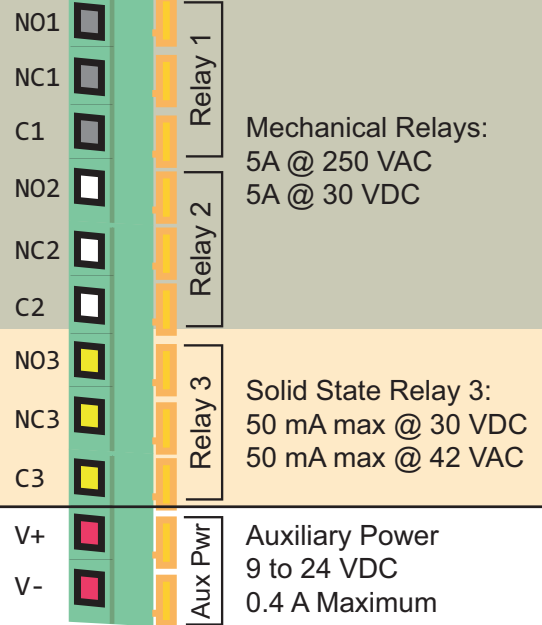 NO1
NC1
C1
Relay 1
NO2
NC2
C2
Relay 2
Mechanical Relays:
5A @ 250 VAC
5A @ 30 VDC
NO3
NC3
C3
Relay 3
Solid State Relay 3:
50 mA max @ 30 VDC
50 mA max @ 42 VAC
V+
V-
Aux Pwr
Auxiliary Power
9 to 24 VDC
0.4 A Maximum